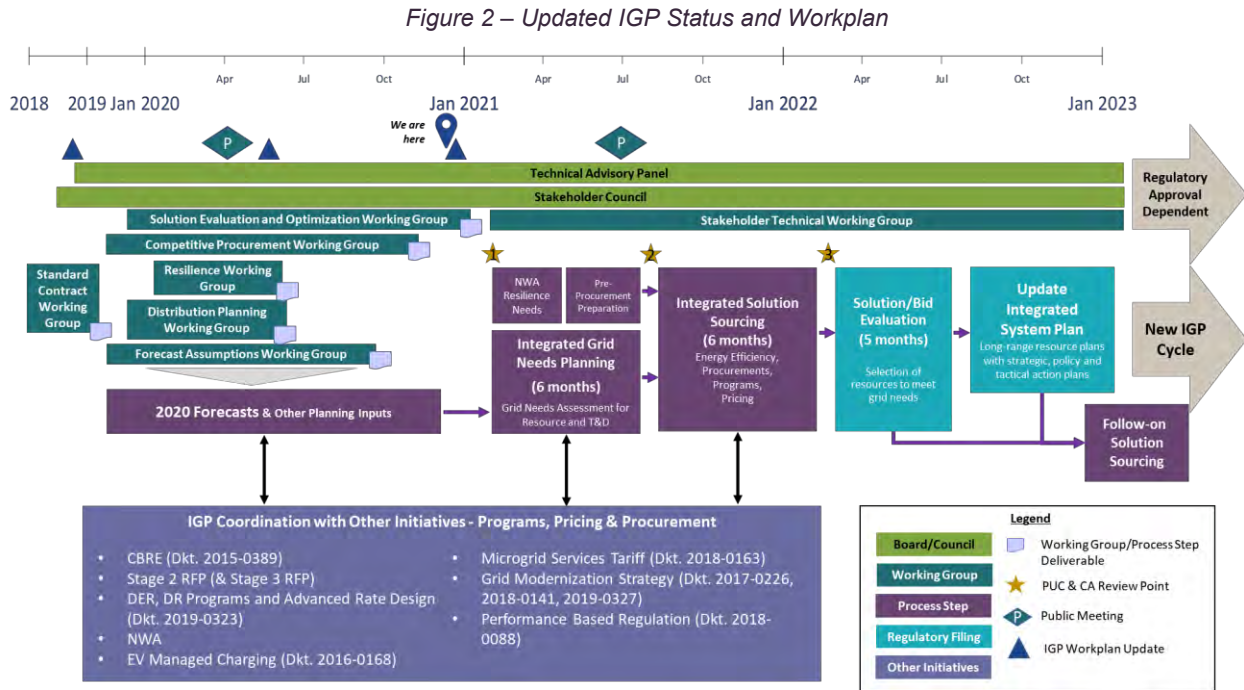 Figure 2 – Updated IGP Status and Workplan
Apr
Jul
Oct
Apr
Jul
Oct
Apr
Jul
Oct
2018
2019
Jan 2020
Jan 2021
Jan 2022
Jan 2023
We are
here
P
P
Technical Advisory Panel
Stakeholder Council
Solution Evaluation and Optimization Working Group
Stakeholder Technical Working Group
Competitive Procurement Working Group
Resilience Working
Group
Standard
Contract
Working
Group
Distribution Planning
Working Group
Forecast Assumptions Working Group
2020 Forecasts & Other Planning Inputs
1
2
3
NWA
Resilience
Needs
Pre-
Procurement
Preparation
Integrated Grid
Needs Planning
(6 months)
Grid Needs Assessment for
Resource and T&D
Integrated Solution
Sourcing
(6 months)
Energy Efficiency,
Procurements,
Programs,
Pricing
Solution/Bid
Evaluation
(5 months)
Selection of
resources to meet
grid needs
Update
Integrated
System Plan
Long-range resource plans
with strategic, policy and
tactical action plans
Follow-on
Solution
Sourcing
Regulatory
Approval
Dependent
New IGP
Cycle
IGP Coordination with Other Initiatives - Programs, Pricing & Procurement
• CBRE (Dkt. 2015-0389)
• Stage 2 RFP (& Stage 3 RFP)
• DER, DR Programs and Advanced Rate Design
(Dkt. 2019-0323)
• NWA
• EV Managed Charging (Dkt. 2016-0168)
• Microgrid Services Tariff (Dkt. 2018-0163)
• Grid Modernization Strategy (Dkt. 2017-0226,
2018-0141, 2019-0327)
• Performance Based Regulation (Dkt. 2018-
0088)
Legend
Board/Council
Working Group
Process Step
Regulatory Filing
Other Initiatives
Working Group/Process Step
Deliverable
PUC & CA Review Point
P
Public Meeting
IGP Workplan Update